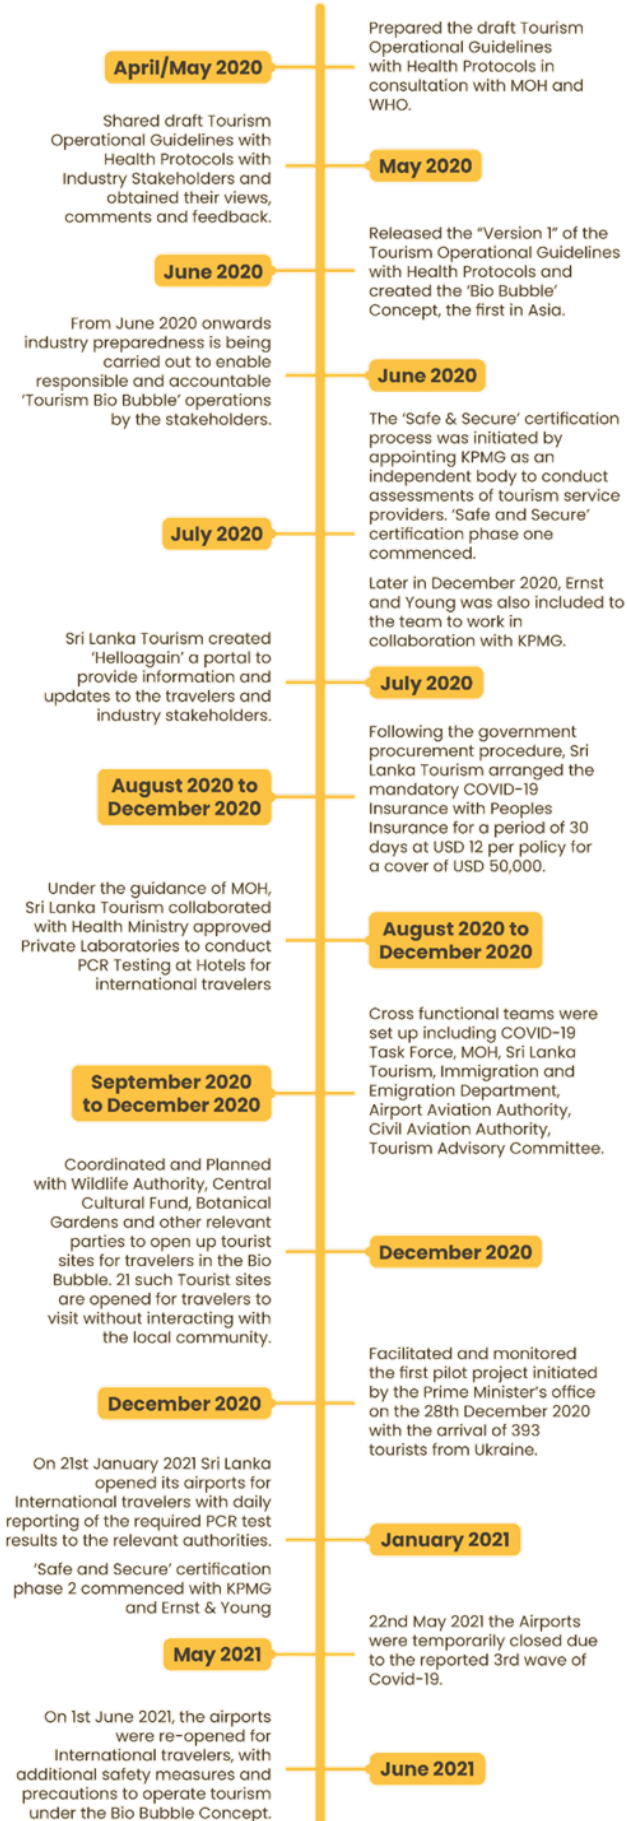 April/May 2020
Prepared the draft Tourism
Operational Guidelines
with Health Protocols in
consultation with MOH and
WHO.
Shared draft Tourism
Operational Guidelines with
Health Protocols with
Industry Stakeholders and
obtained their views,
comments and feedback.
May 2020
June 2020
Released the “Version 1” of the
Tourism Operational Guidelines
with Health Protocols and
created the ‘Bio Bubble’
Concept, the first in Asia.
From June 2020 onwards
industry preparedness is being
carried out to enable
responsible and accountable
‘Tourism Bio Bubble’ operations
by the stakeholders.
June 2020
July 2020
The ‘Safe & Secure’ certification
process was initiated by
appointing KPMG as an
independent body to conduct
assessments of tourism service
providers. ‘Safe and Secure’
certification phase one
commenced.
Later in December 2020, Ernst
and Young was also included to
the team to work in
collaboration with KPMG.
Sri Lanka Tourism created
‘Helloagain’ a portal to
provide information and
updates to the travelers and
industry stakeholders.
July 2020
August 2020 to
December 2020
Following the government
procurement procedure, Sri
Lanka Tourism arranged the
mandatory COVID-19
Insurance with Peoples
Insurance for a period of 30
days at USD 12 per policy for
a cover of USD 50,000.
Under the guidance of MOH,
Sri Lanka Tourism collaborated
with Health Ministry approved
Private Laboratories to conduct
PCR Testing at Hotels for
international travelers
August 2020 to
December 2020
September 2020
to December 2020
Cross functional teams were
set up including COVID-19
Task Force, MOH, Sri Lanka
Tourism, Immigration and
Emigration Department,
Airport Aviation Authority,
Civil Aviation Authority,
Tourism Advisory Committee.
Coordinated and Planned
with Wildlife Authority, Central
Cultural Fund, Botanical
Gardens and other relevant
parties to open up tourist
sites for travelers in the Bio
Bubble. 21 such Tourist sites
are opened for travelers to
visit without interacting with
the local community.
December 2020
December 2020
Facilitated and monitored
the first pilot project initiated
by the Prime Minister’s office
on the 28th December 2020
with the arrival of 393
tourists from Ukraine.
On 21st January 2021 Sri Lanka
opened its airports for
International travelers with daily
reporting of the required PCR test
results to the relevant authorities.
‘Safe and Secure’ certification
phase 2 commenced with KPMG
and Ernst & Young
January 2021
May 2021
22nd May 2021 the Airports
were temporarily closed due
to the reported 3rd wave of
Covid-19.
On 1st June 2021, the airports
were re-opened for
International travelers, with
additional safety measures and
precautions to operate tourism
under the Bio Bubble Concept.
June 2021